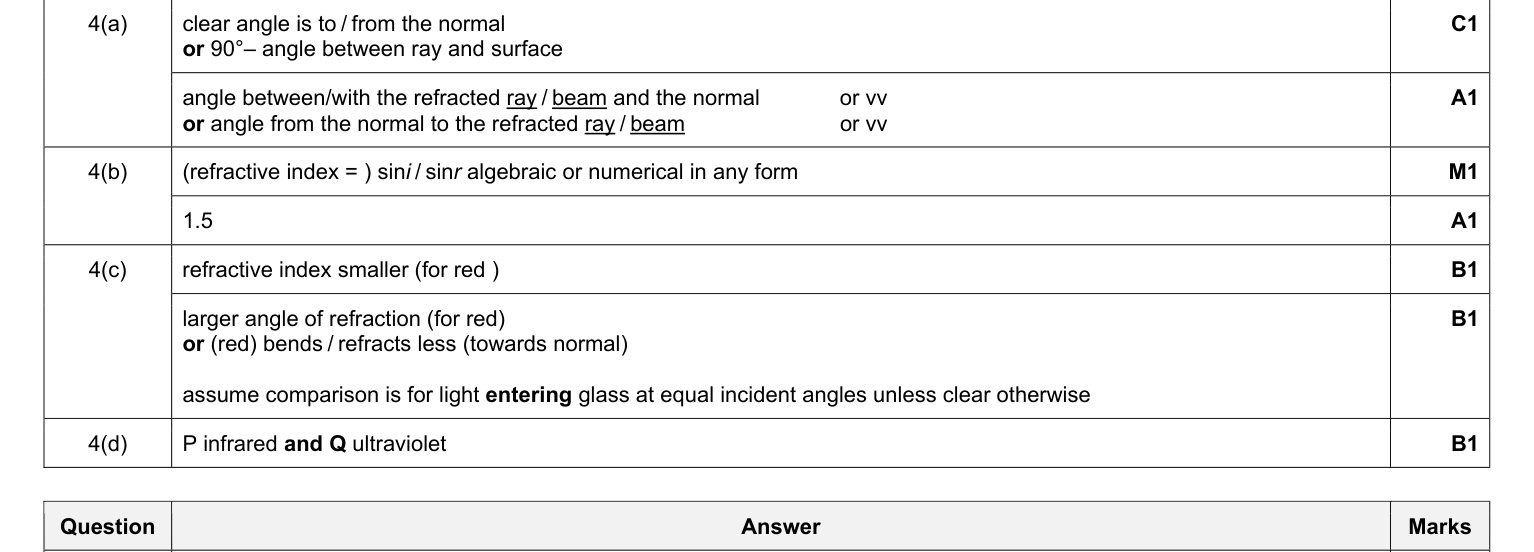 4(a)
clear angle is to / from the normal
or 90°– angle between ray and surface
C1
angle between/with the refracted ray / beam and the normal or vv
or angle from the normal to the refracted ray / beam or vv
A1
4(b)
(refractive index = ) sini / sinr algebraic or numerical in any form
M1
1.5
A1
4(c)
refractive index smaller (for red )
B1
larger angle of refraction (for red)
or (red) bends / refracts less (towards normal)
assume comparison is for light entering glass at equal incident angles unless clear otherwise
B1
4(d)
P infrared and Q ultraviolet
B1
Question Answer Marks